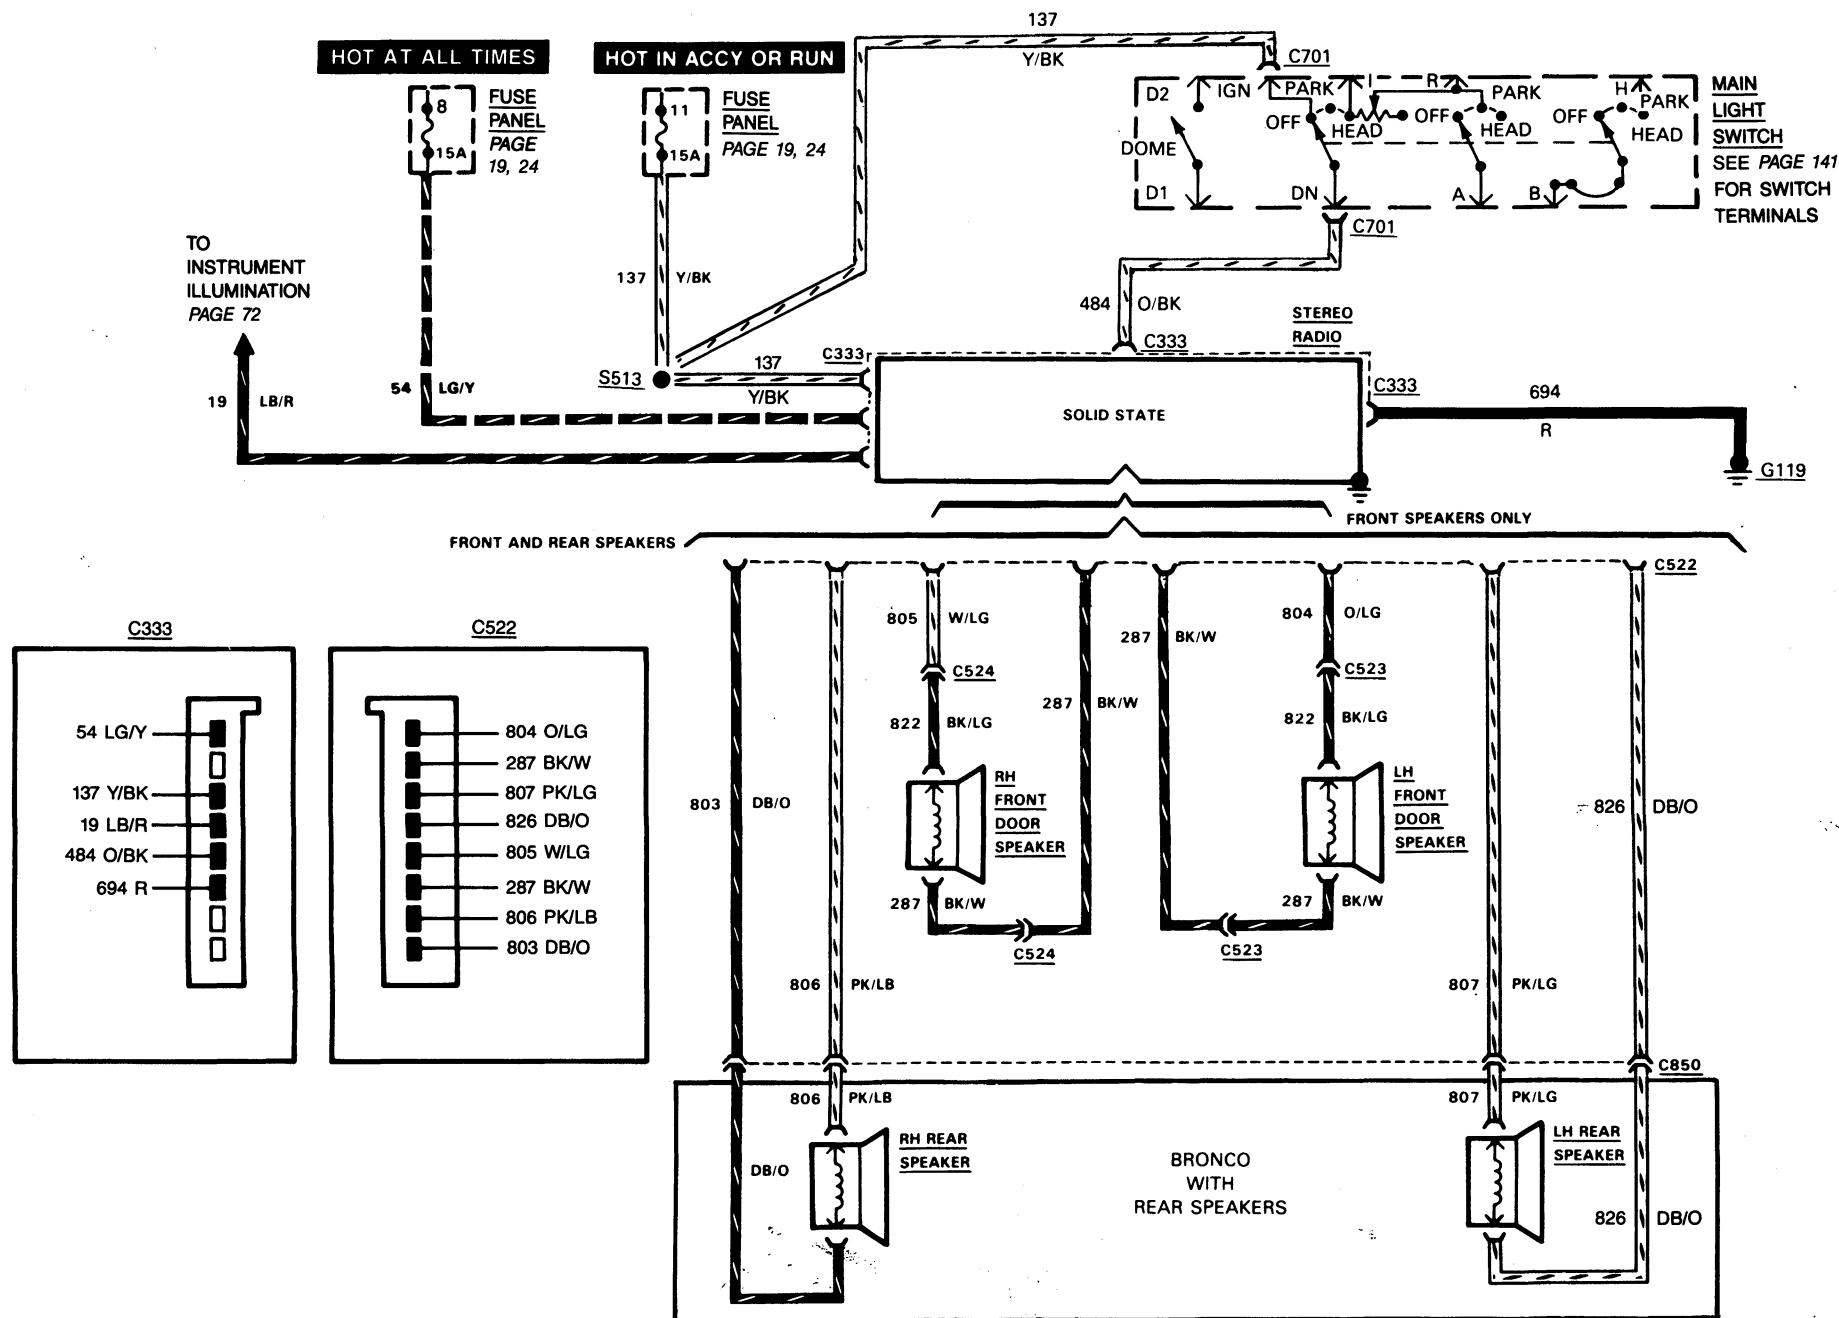 137
HOT AT ALL TIMES
HOT IN ACCY OR RUN
Y/BK
C701
8
15A
FUSE
PANEL
PAGE
19, 24
11
15A
FUSE
PANEL
PAGE 19, 24
D2
IGN
PARK
R
PARK
H
PARK
OFF
HEAD
OFF
HEAD
OFF
HEAD
DOME
D1
DN
A
B
MAIN
LIGHT
SWITCH
SEE PAGE 141
FOR SWITCH
TERMINALS
C701
TO
INSTRUMENT
ILLUMINATION
PAGE 72
137 Y/BK
484 O/BK
STEREO
RADIO
C333
S513
137
Y/BK
C333
C333
54 LG/Y
19 LB/R
SOLID STATE
694
R
G119
FRONT SPEAKERS ONLY
FRONT AND REAR SPEAKERS
C522
805 W/LG
804 O/LG
287 BK/W
C524
C523
287 BK/W
822 BK/LG
822 BK/LG
C333
54 LG/Y
137 Y/BK
19 LB/R
484 O/BK
694 R
C522
804 O/LG
287 BK/W
807 PK/LG
826 DB/O
805 W/LG
287 BK/W
806 PK/LB
803 DB/O
803 DB/O
RH
FRONT
DOOR
SPEAKER
LH
FRONT
DOOR
SPEAKER
826 DB/O
287 BK/W
287 BK/W
C524
C523
806 PK/LB
807 PK/LG
C850
806 PK/LB
807 PK/LG
RH REAR
SPEAKER
LH REAR
SPEAKER
DB/O
BRONCO
WITH
REAR SPEAKERS
826 DB/O